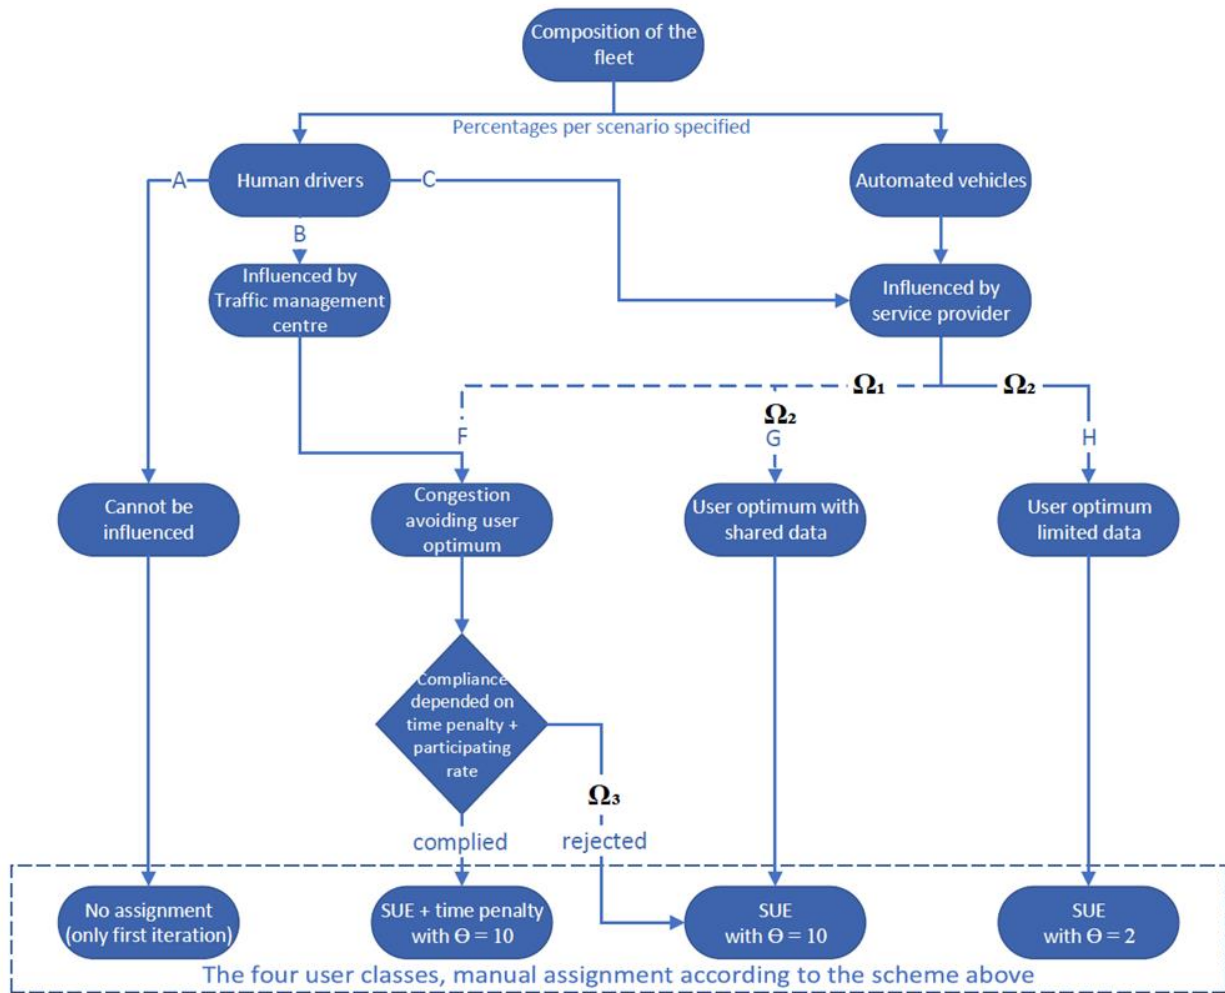 Composition of the
fleet
Percentages per scenario specified
A
Human drivers
C
Automated vehicles
B
Influenced by
Traffic management
centre
Influenced by
service provider
Ω₁
Ω₂
Ω₂
F
G
H
Cannot be
influenced
Congestion
avoiding user
optimum
User optimum with
shared data
User optimum
limited data
Compliance
depended on
time penalty +
participating
rate
Ω₃
complied
rejected
No assignment
(only first iteration)
SUE + time penalty
with ϴ = 10
SUE
with ϴ = 10
SUE
with ϴ = 2
The four user classes, manual assignment according to the scheme above